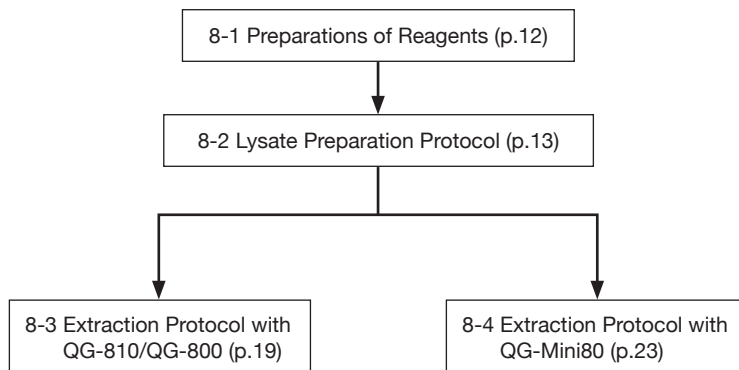 8-1 Preparations of Reagents (p.12)
8-2 Lysate Preparation Protocol (p.13)
8-3 Extraction Protocol with
QG-810/QG-800 (p.19)
8-4 Extraction Protocol with
QG-Mini80 (p.23)